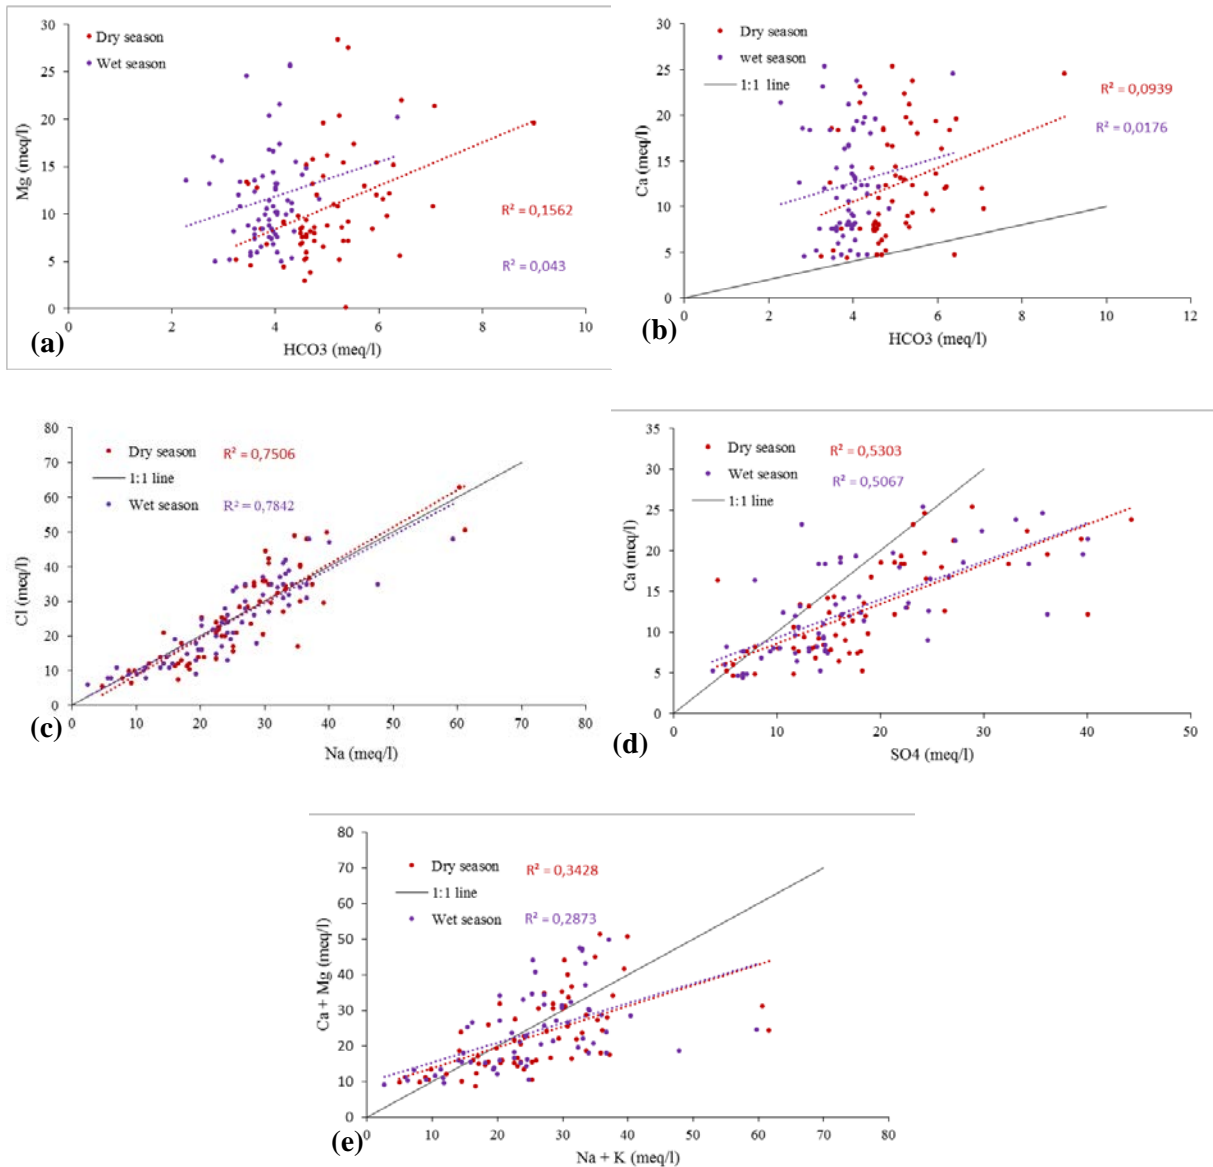 30
25
20
15
10
5
0
Mg (meq/l)
Dry season
Wet season
R² = 0,1562
R² = 0,043
0 2 4 6 8 10
HCO3 (meq/l)
(a)
30
25
20
15
10
5
0
Ca (meq/l)
Dry season
wet season
1:1 line
R² = 0,0939
R² = 0,0176
0 2 4 6 8 10 12
HCO3 (meq/l)
(b)
80
70
60
50
40
30
20
10
0
Cl (meq/l)
Dry season R² = 0,7506
1:1 line
Wet season R² = 0,7842
0 10 20 30 40 50 60 70 80
Na (meq/l)
(c)
35
30
25
20
15
10
5
0
Ca (meq/l)
Dry season R² = 0,5303
Wet season R² = 0,5067
1:1 line
0 10 20 30 40 50
SO4 (meq/l)
(d)
80
70
60
50
40
30
20
10
0
Ca + Mg (meq/l)
Dry season R² = 0,3428
1:1 line
Wet season R² = 0,2873
0 10 20 30 40 50 60 70 80
Na + K (meq/l)
(e)